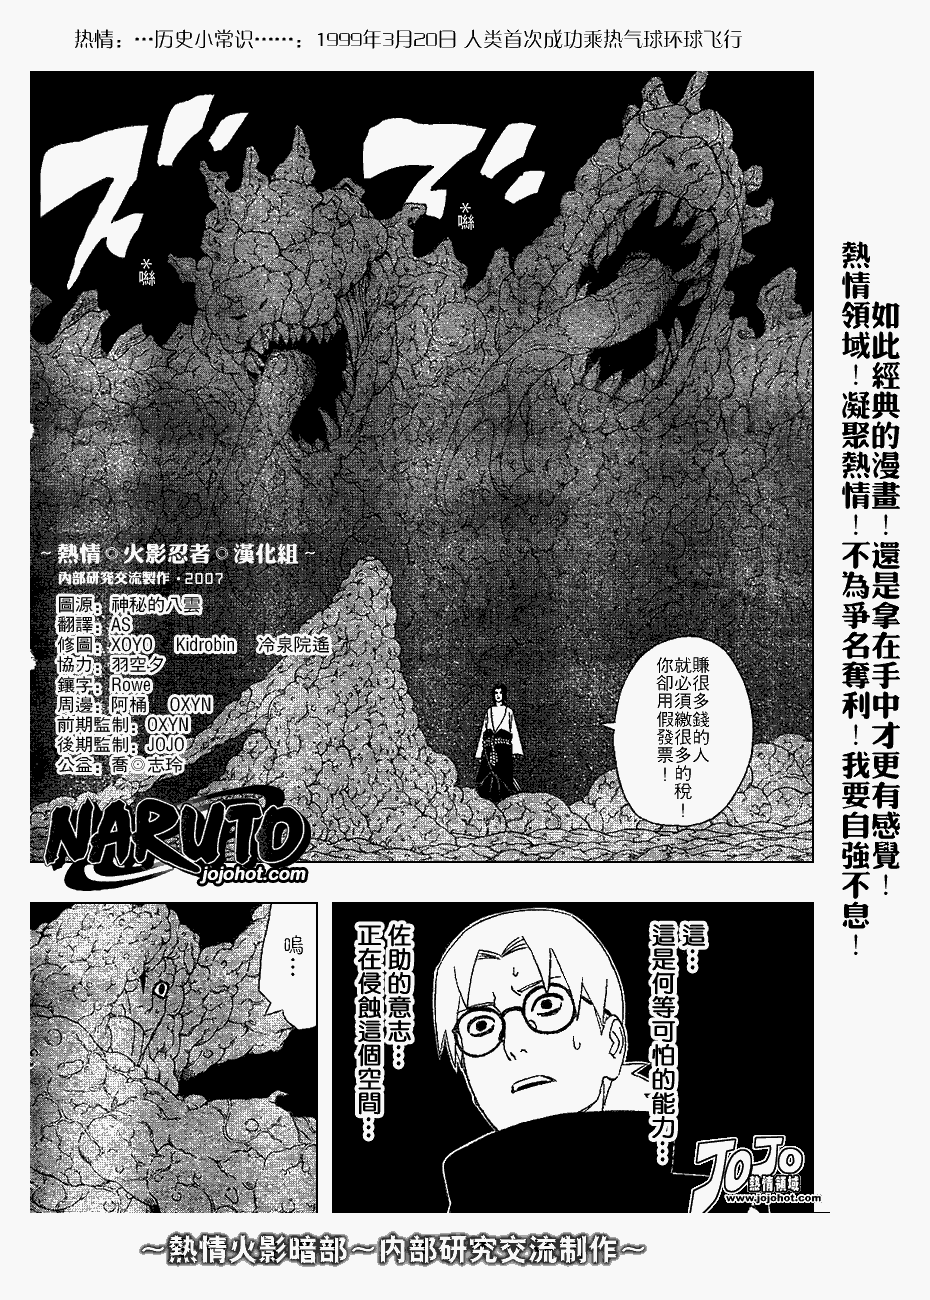 热情：…历史小常识……：1999年3月20日 人类首次成功乘热气球环球飞行
ズズ
ズズ
*嘶
*嘶
如此經典的漫畫！還是拿在手中才更有感覺！
熱情領域！凝聚熱情！不為爭名奪利！我要自強不息！
~熱情◎火影忍者◎漢化組~
內部研究交流製作·2007
圖源：神秘的八雲
翻譯：AS
修圖：XOYO Kidrobin 冷泉院遙
協力：羽空夕
鑲字：Rowe
周邊：阿桶 OXYN
前期監制：OXYN
後期監制：JOJO
公益：喬◎志玲
賺很多錢的人
就必須繳很多的稅！
你卻用假發票！
NARUTO
jojohot.com
這…
這是何等可怕的能力…
佐助的意志…
正在侵蝕這個空間…
嗚…
JOJO
熱情領域
www.jojohot.com
～熱情火影暗部～内部研究交流制作～